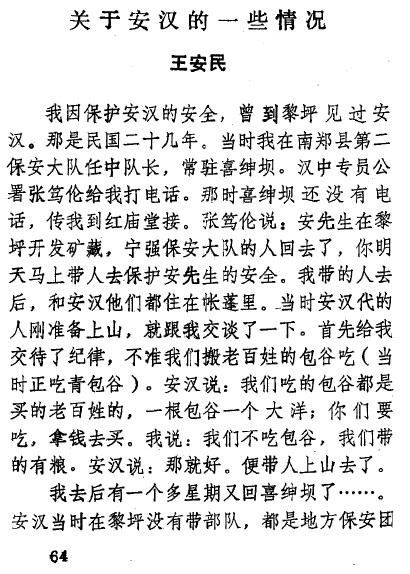 关于安汉的一些情况
王安民
我因保护安汉的安全，曾到黎坪见过安
汉。那是民国二十几年。当时我在南郑县第二
保安大队任中队长，常驻喜绅坝。汉中专员公
署张笃伦给我打电话。那时喜绅坝还没有电
话，传我到红庙堂接。张笃伦说：安先生在黎
坪开发矿藏，宁强保安大队的人回去了，你明
天马上带人去保护安先生的安全。我带的人去
后，和安汉他们都住在帐蓬里。当时安汉代的
人刚准备上山，就跟我交谈了一下。首先给我
交待了纪律，不准我们搬老百姓的包谷吃（当
时正吃青包谷）。安汉说：我们吃的包谷都是
买的老百姓的，一根包谷一个大洋；你们要
吃，拿钱去买。我说：我们不吃包谷，我们带
的有粮。安汉说：那就好。便带人上山去了。
我去后有一个多星期又回喜绅坝了……。
安汉当时在黎坪没有带部队，都是地方保安团
64